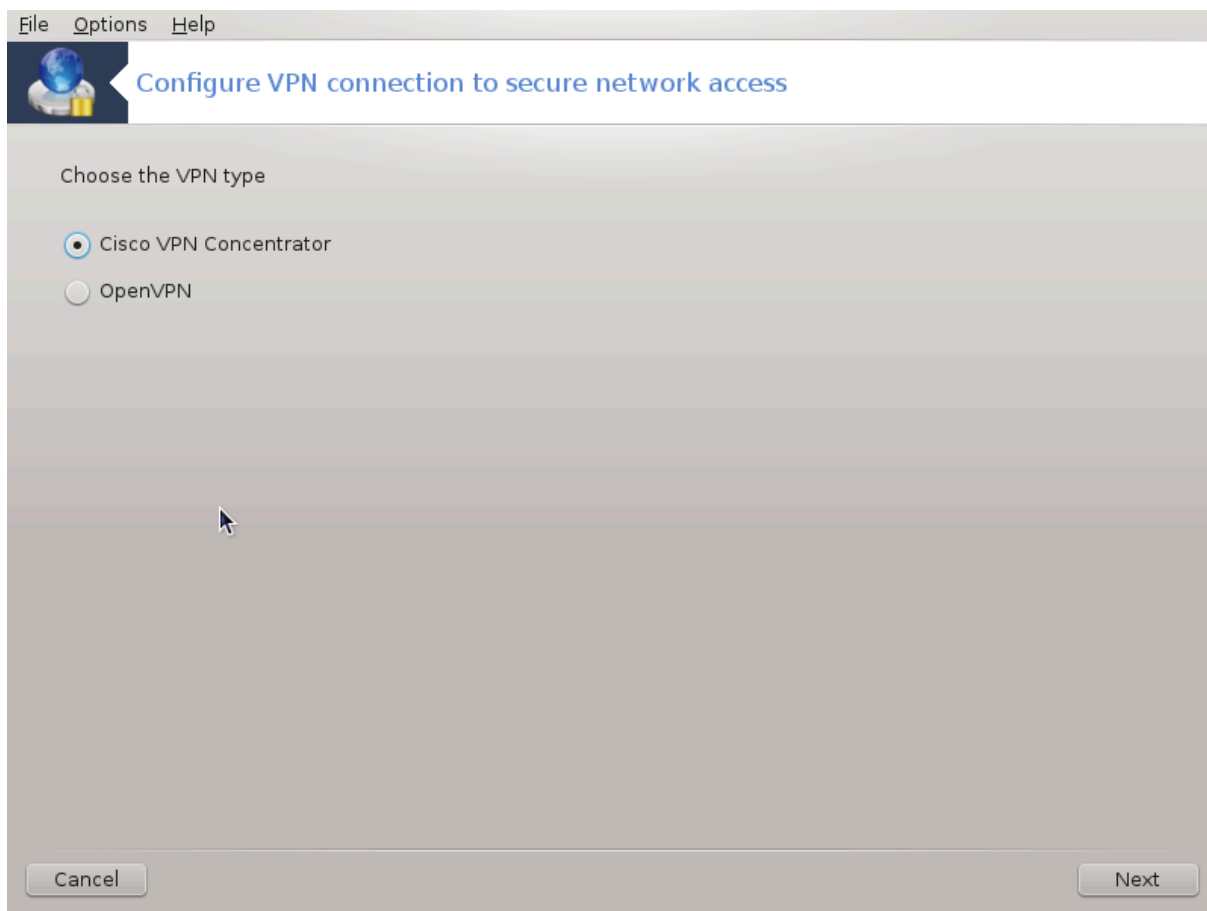 File Options Help
Configure VPN connection to secure network access
Choose the VPN type
Cisco VPN Concentrator
OpenVPN
Cancel Next